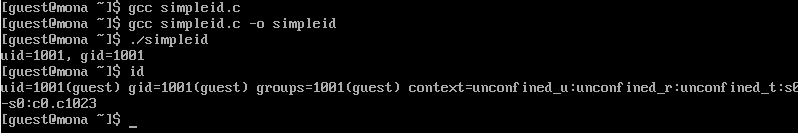 [guest@mona ~]$ gcc simpleid.c
[guest@mona ~]$ gcc simpleid.c -o simpleid
[guest@mona ~]$ ./simpleid
uid=1001, gid=1001
[guest@mona ~]$ id
uid=1001(guest) gid=1001(guest) groups=1001(guest) context=unconfined_u:unconfined_r:unconfined_t:s0
-s0:c0.c1023
[guest@mona ~]$ _